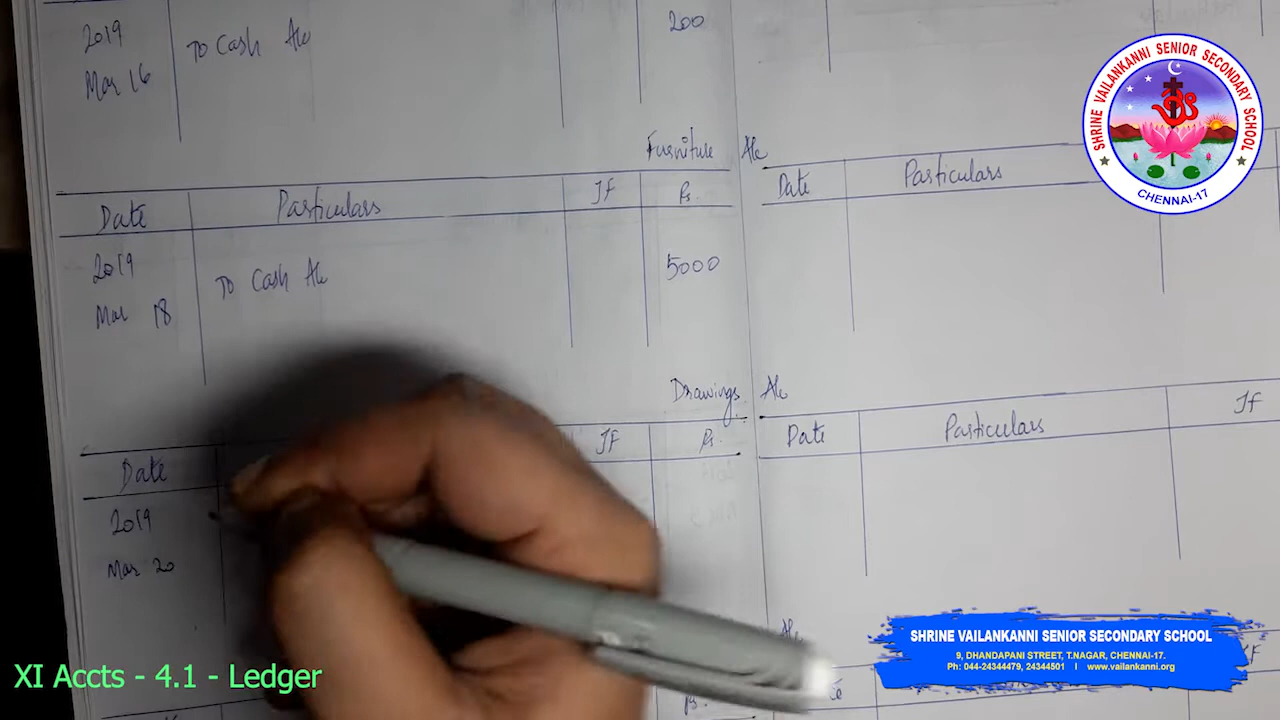 2019 To Cash A/c 200
Mar 16
Furniture A/c
Date Particulars JF Rs. Date Particulars
2019 To Cash A/c 5000
Mar 18
Drawings A/c
Date JF Rs. Date Particulars JF
2019
Mar 20
A/c
Rs.
JF
SHRINE VAILANKANNI SENIOR SECONDARY SCHOOL
CHENNAI-17
SHRINE VAILANKANNI SENIOR SECONDARY SCHOOL
9, DHANDAPANI STREET, T.NAGAR, CHENNAI-17.
Ph: 044-24344479, 24344501 I www.vailankanni.org
XI Accts - 4.1 - Ledger